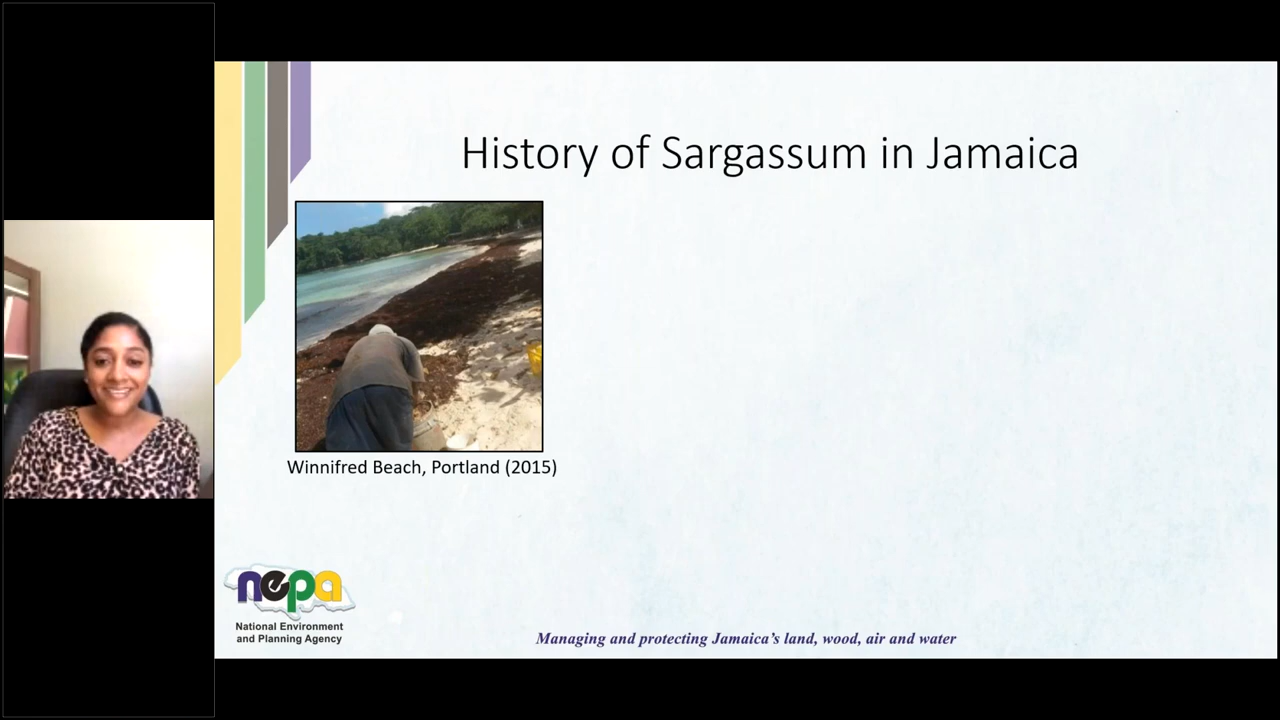 History of Sargassum in Jamaica
Winnifred Beach, Portland (2015)
nepa
National Environment
and Planning Agency
Managing and protecting Jamaica's land, wood, air and water